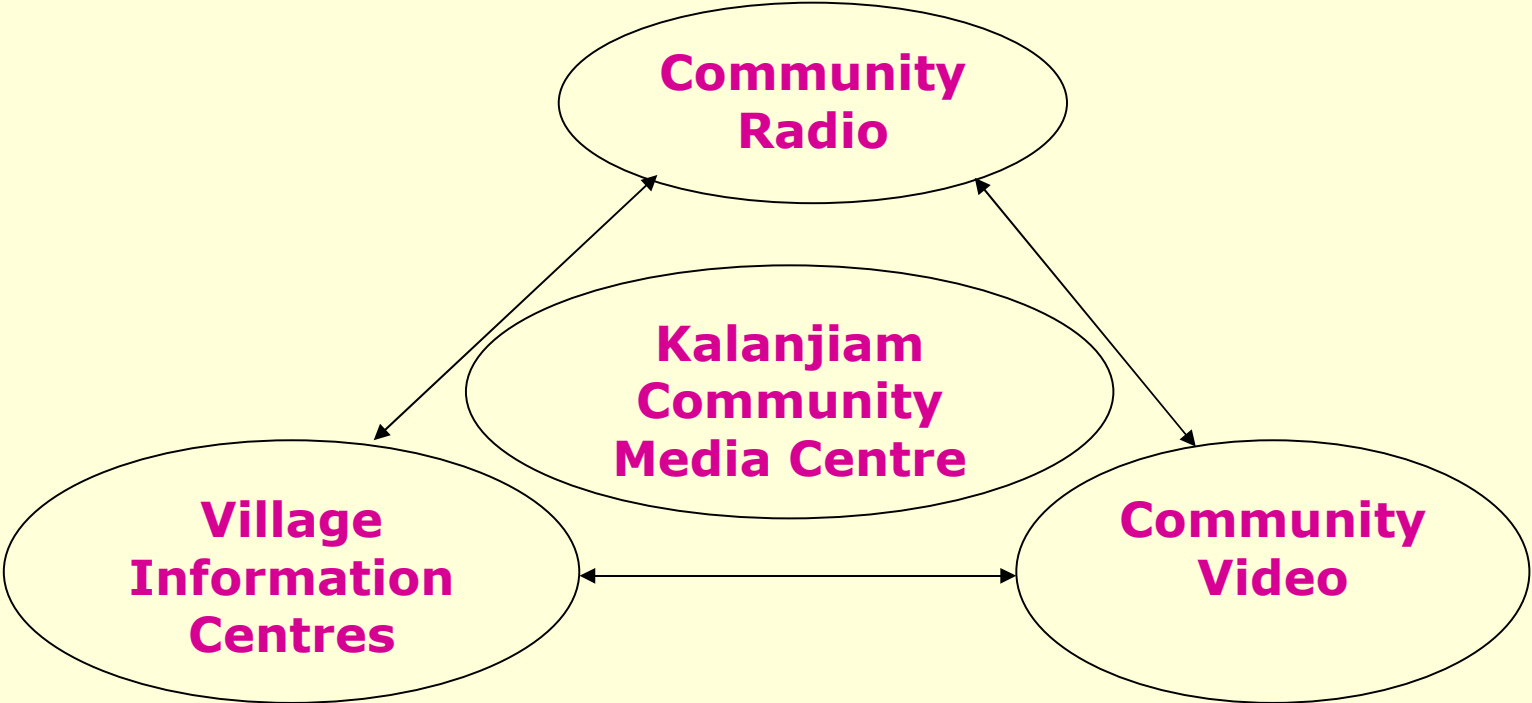 Community
Radio
Kalanjiam
Community
Media Centre
Village
Information
Centres
Community
Video